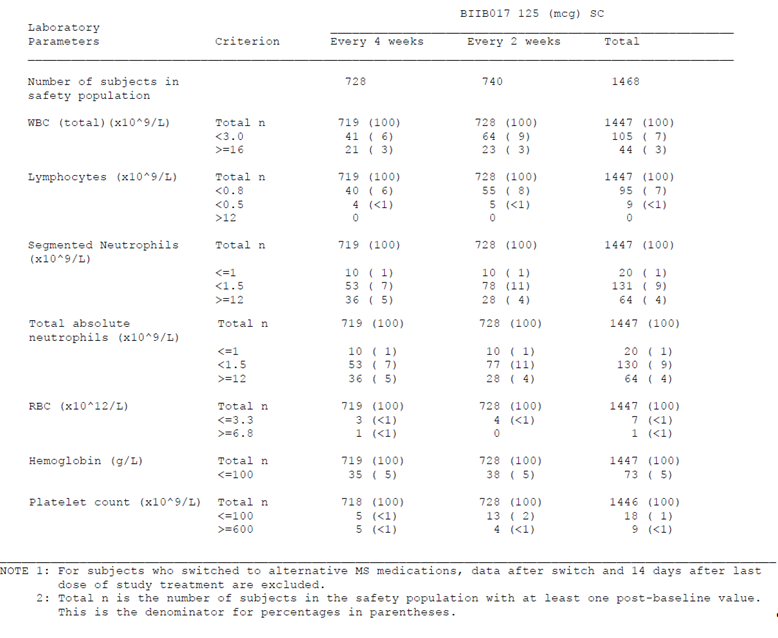 BIIB017 125 (mcg) SC
Laboratory
Parameters Criterion Every 4 weeks Every 2 weeks Total
Number of subjects in 728 740 1468
safety population
WBC (total)(x10^9/L) Total n 719 (100) 728 (100) 1447 (100)
<3.0 41 ( 6) 64 ( 9) 105 ( 7)
>=16 21 ( 3) 23 ( 3) 44 ( 3)
Lymphocytes (x10^9/L) Total n 719 (100) 728 (100) 1447 (100)
<0.8 40 ( 6) 55 ( 8) 95 ( 7)
<0.5 4 (<1) 5 (<1) 9 (<1)
>12 0 0 0
Segmented Neutrophils Total n 719 (100) 728 (100) 1447 (100)
(x10^9/L)
<=1 10 ( 1) 10 ( 1) 20 ( 1)
<1.5 53 ( 7) 78 (11) 131 ( 9)
>=12 36 ( 5) 28 ( 4) 64 ( 4)
Total absolute Total n 719 (100) 728 (100) 1447 (100)
neutrophils (x10^9/L)
<=1 10 ( 1) 10 ( 1) 20 ( 1)
<1.5 53 ( 7) 77 (11) 130 ( 9)
>=12 36 ( 5) 28 ( 4) 64 ( 4)
RBC (x10^12/L) Total n 719 (100) 728 (100) 1447 (100)
<=3.3 3 (<1) 4 (<1) 7 (<1)
>=6.8 1 (<1) 0 1 (<1)
Hemoglobin (g/L) Total n 719 (100) 728 (100) 1447 (100)
<=100 35 ( 5) 38 ( 5) 73 ( 5)
Platelet count (x10^9/L) Total n 718 (100) 728 (100) 1446 (100)
<=100 5 (<1) 13 ( 2) 18 ( 1)
>=600 5 (<1) 4 (<1) 9 (<1)
NOTE 1: For subjects who switched to alternative MS medications, data after switch and 14 days after last
dose of study treatment are excluded.
2: Total n is the number of subjects in the safety population with at least one post-baseline value.
This is the denominator for percentages in parentheses.